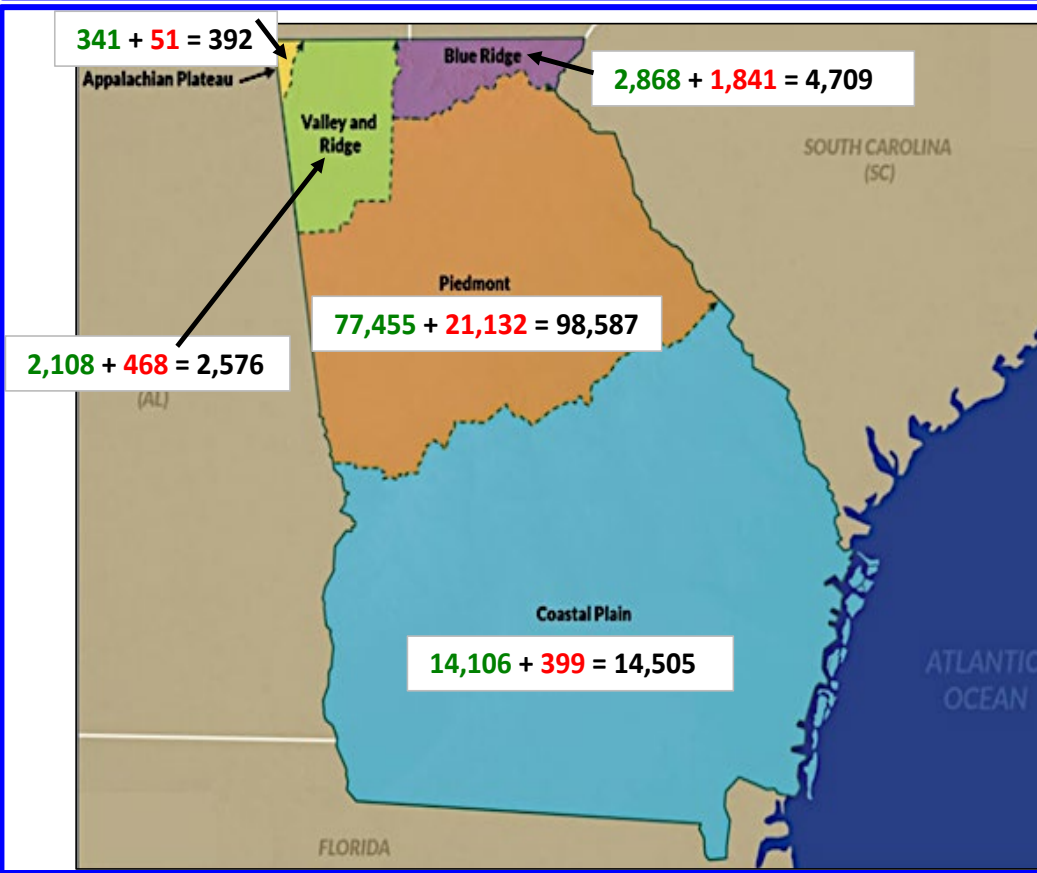 341 + 51 = 392
Appalachian Plateau
Blue Ridge
2,868 + 1,841 = 4,709
Valley and
Ridge
SOUTH CAROLINA
(SC)
Piedmont
77,455 + 21,132 = 98,587
2,108 + 468 = 2,576
(AL)
Coastal Plain
14,106 + 399 = 14,505
ATLANTIC
OCEAN
FLORIDA